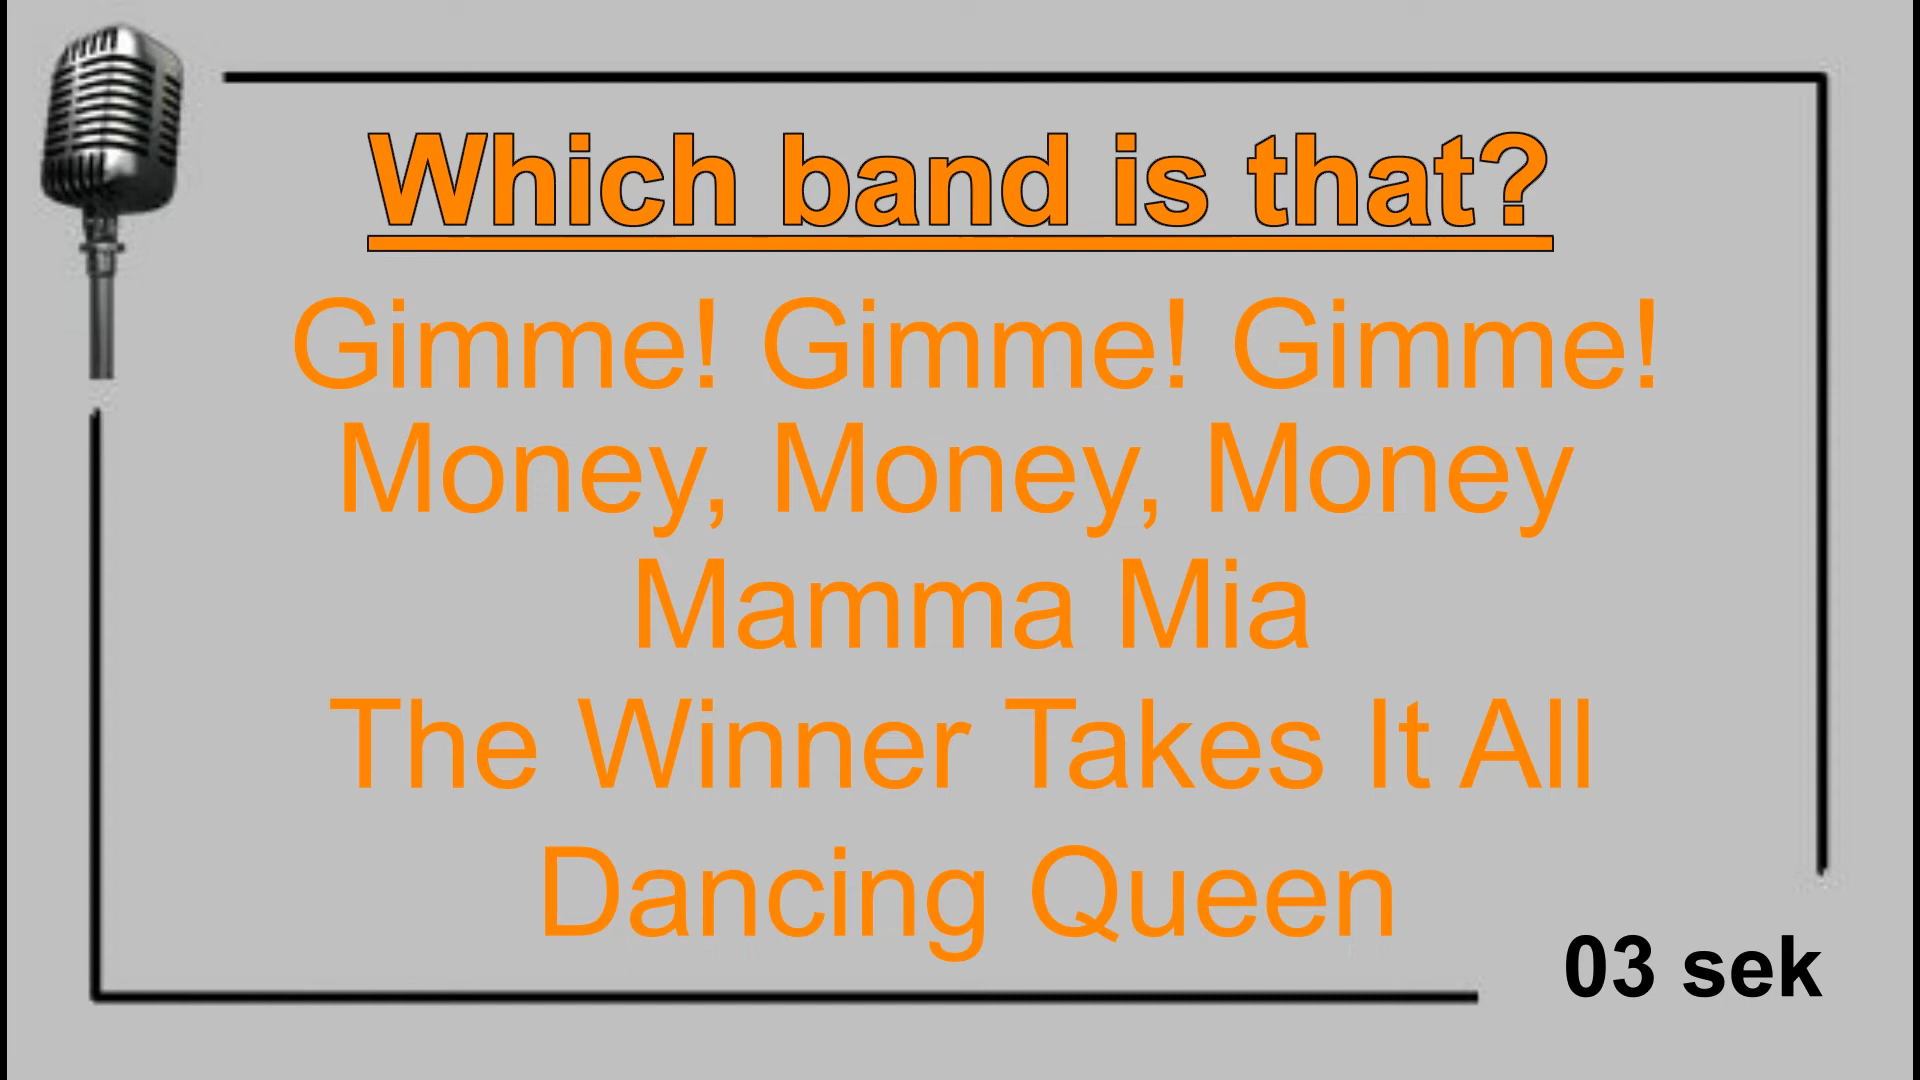 Which band is that?
Gimme! Gimme! Gimme!
Money, Money, Money
Mamma Mia
The Winner Takes It All
Dancing Queen
03 sek